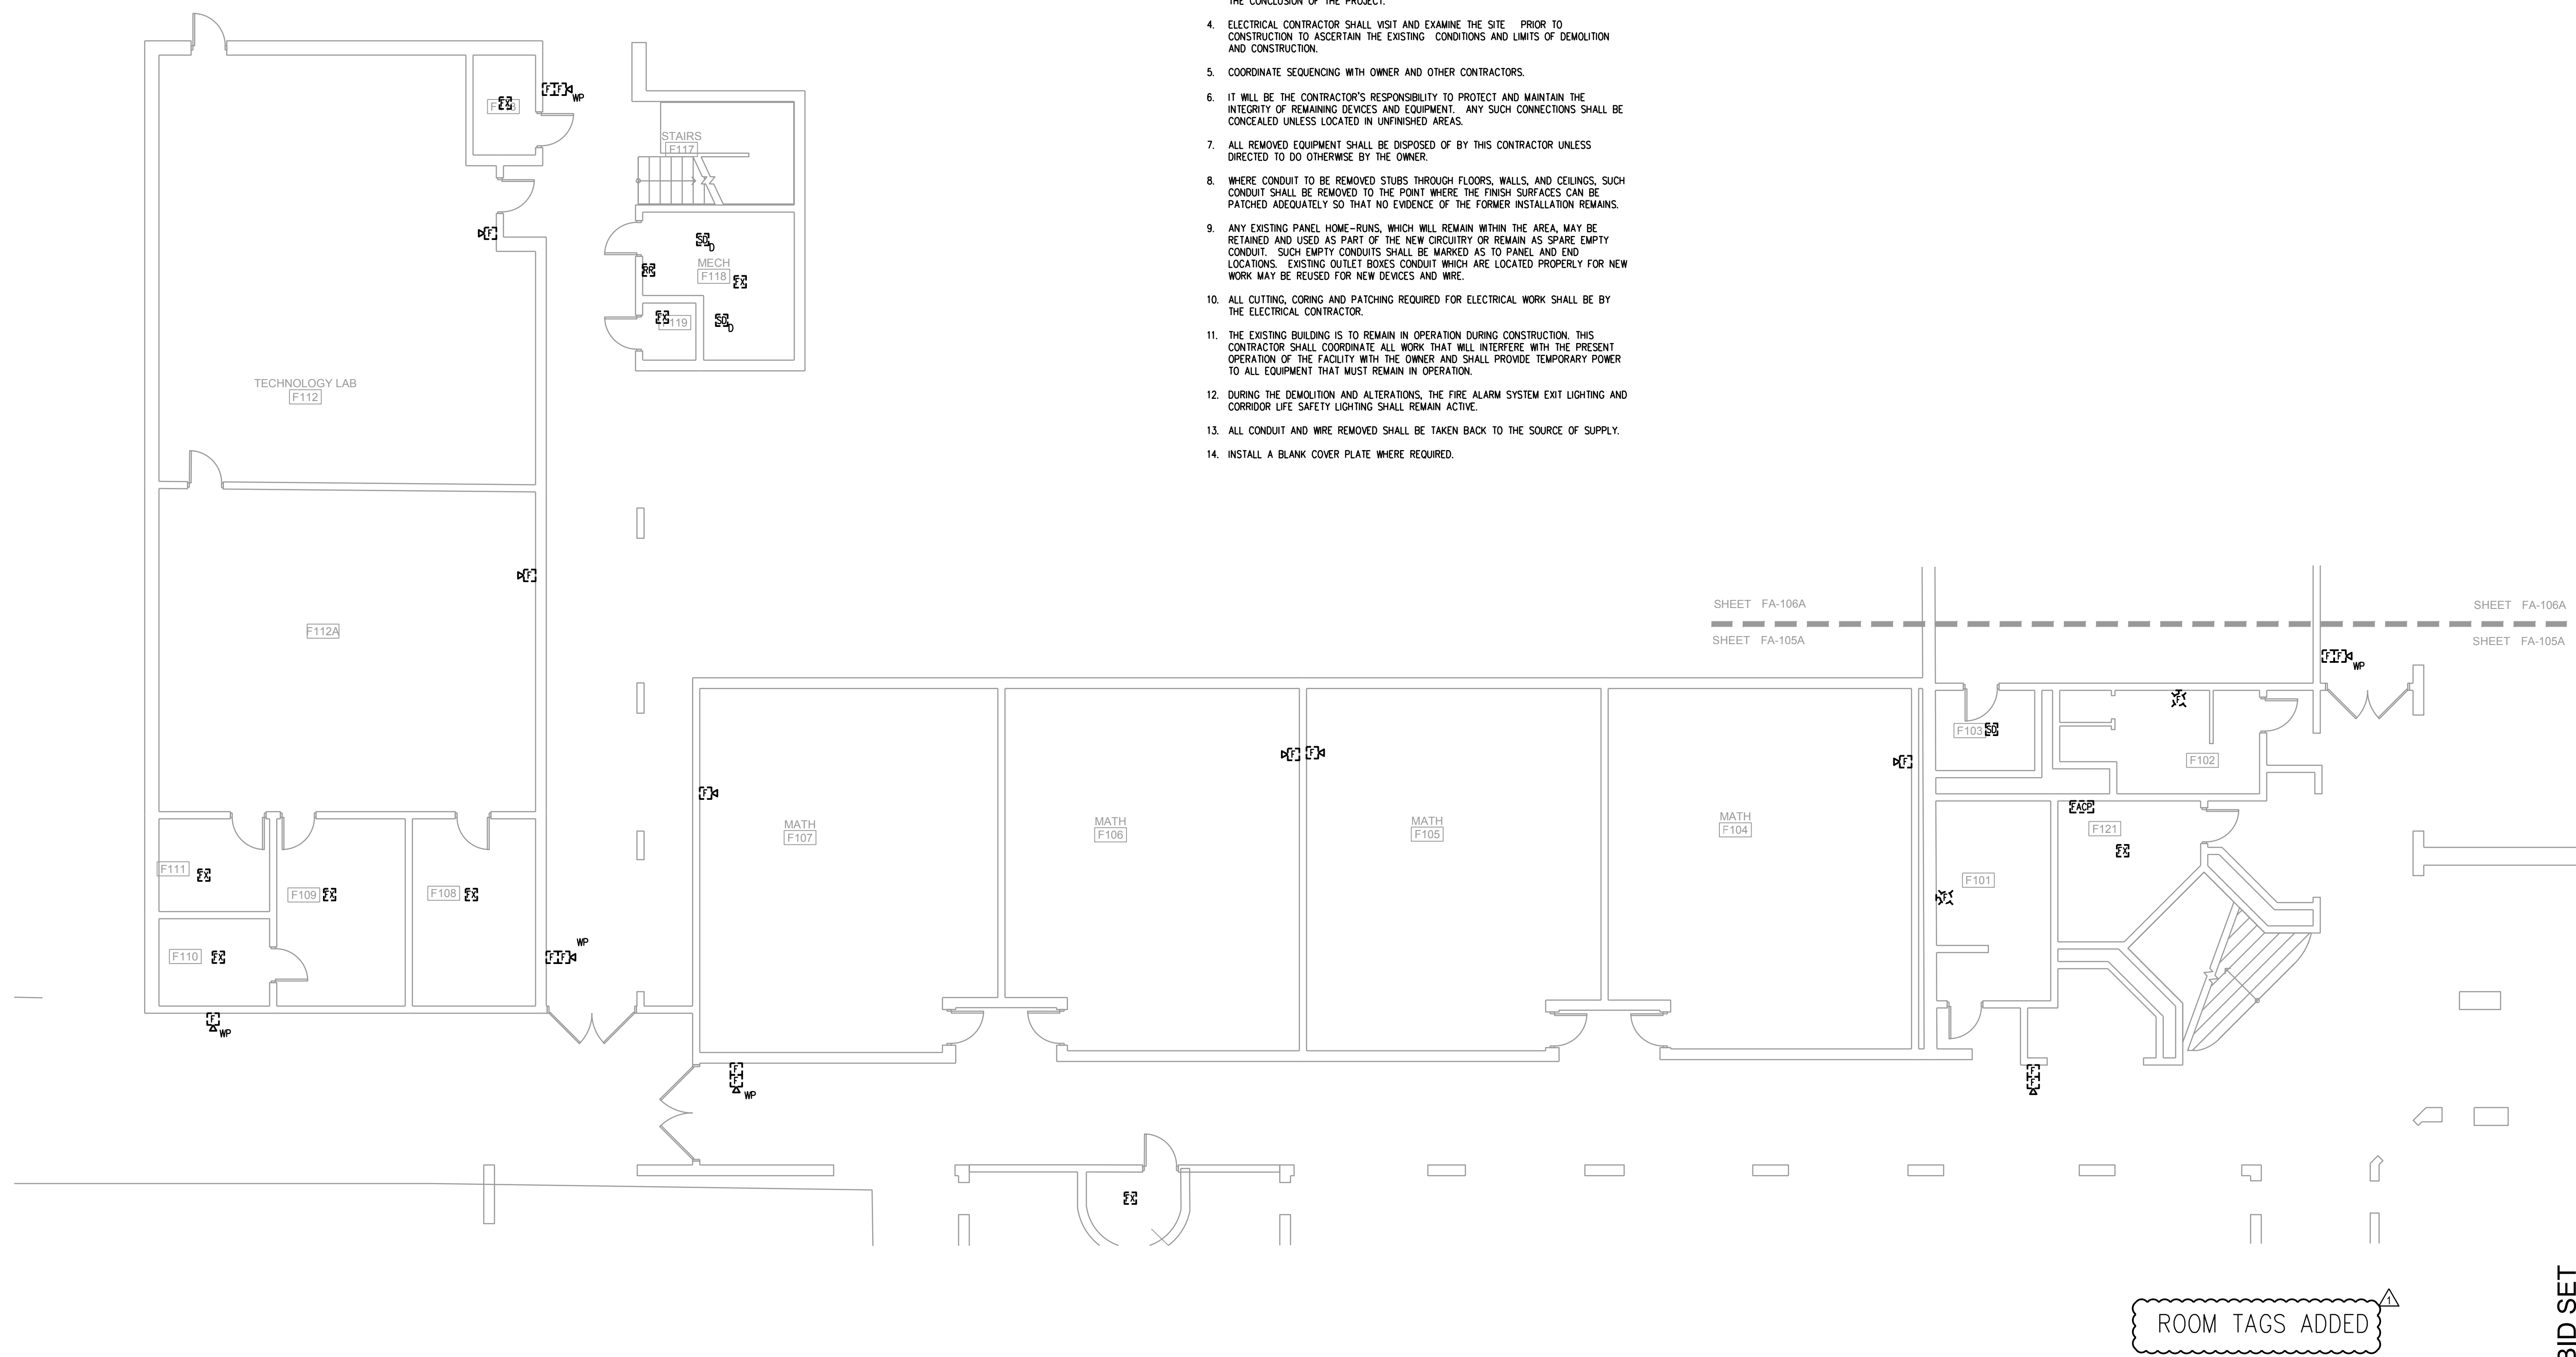 THE CONCLUSION OF THE PROJECT.
4. ELECTRICAL CONTRACTOR SHALL VISIT AND EXAMINE THE SITE PRIOR TO
CONSTRUCTION TO ASCERTAIN THE EXISTING CONDITIONS AND LIMITS OF DEMOLITION
AND CONSTRUCTION.
5. COORDINATE SEQUENCING WITH OWNER AND OTHER CONTRACTORS.
6. IT WILL BE THE CONTRACTOR'S RESPONSIBILITY TO PROTECT AND MAINTAIN THE
INTEGRITY OF REMAINING DEVICES AND EQUIPMENT. ANY SUCH CONNECTIONS SHALL BE
CONCEALED UNLESS LOCATED IN UNFINISHED AREAS.
7. ALL REMOVED EQUIPMENT SHALL BE DISPOSED OF BY THIS CONTRACTOR UNLESS
DIRECTED TO DO OTHERWISE BY THE OWNER.
8. WHERE CONDUIT TO BE REMOVED STUBS THROUGH FLOORS, WALLS, AND CEILINGS, SUCH
CONDUIT SHALL BE REMOVED TO THE POINT WHERE THE FINISH SURFACES CAN BE
PATCHED ADEQUATELY SO THAT NO EVIDENCE OF THE FORMER INSTALLATION REMAINS.
9. ANY EXISTING PANEL HOME-RUNS, WHICH WILL REMAIN WITHIN THE AREA, MAY BE
RETAINED AND USED AS PART OF THE NEW CIRCUITRY OR REMAIN AS SPARE EMPTY
CONDUIT. SUCH EMPTY CONDUITS SHALL BE MARKED AS TO PANEL AND END
LOCATIONS. EXISTING OUTLET BOXES CONDUIT WHICH ARE LOCATED PROPERLY FOR NEW
WORK MAY BE REUSED FOR NEW DEVICES AND WIRE.
10. ALL CUTTING, CORING AND PATCHING REQUIRED FOR ELECTRICAL WORK SHALL BE BY
THE ELECTRICAL CONTRACTOR.
11. THE EXISTING BUILDING IS TO REMAIN IN OPERATION DURING CONSTRUCTION. THIS
CONTRACTOR SHALL COORDINATE ALL WORK THAT WILL INTERFERE WITH THE PRESENT
OPERATION OF THE FACILITY WITH THE OWNER AND SHALL PROVIDE TEMPORARY POWER
TO ALL EQUIPMENT THAT MUST REMAIN IN OPERATION.
12. DURING THE DEMOLITION AND ALTERATIONS, THE FIRE ALARM SYSTEM EXIT LIGHTING AND
CORRIDOR LIFE SAFETY LIGHTING SHALL REMAIN ACTIVE.
13. ALL CONDUIT AND WIRE REMOVED SHALL BE TAKEN BACK TO THE SOURCE OF SUPPLY.
14. INSTALL A BLANK COVER PLATE WHERE REQUIRED.
F F WP
STAIRS
F117
F
SD D
MECH
F118
F119
SD D
TECHNOLOGY LAB
F112
F
F112A
SHEET FA-106A
SHEET FA-106A
SHEET FA-105A
SHEET FA-105A
F F WP
F
F103 SD
F102
F F
F
F
FACP
MATH
F107
MATH
F106
MATH
F105
MATH
F104
F121
F111
F109
F108
F101
F
F110
F F WP
F WP
F F WP
F F
ROOM TAGS ADDED
1
BID SET